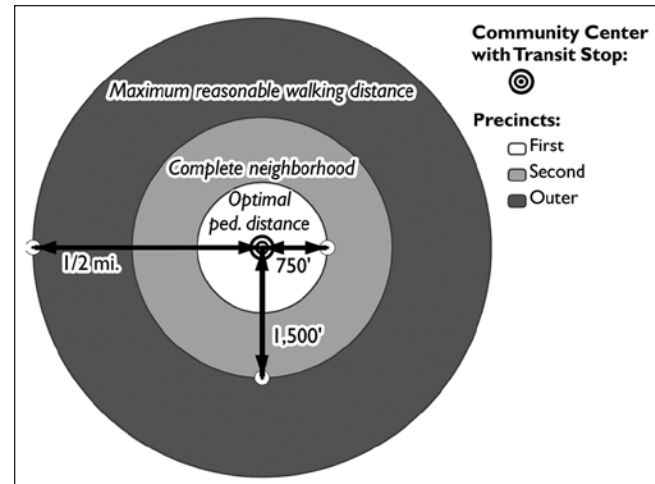 Community Center
with Transit Stop:
Precincts:
First
Second
Outer
Maximum reasonable walking distance
Complete neighborhood
Optimal
ped. distance
1/2 mi.
750'
1,500'